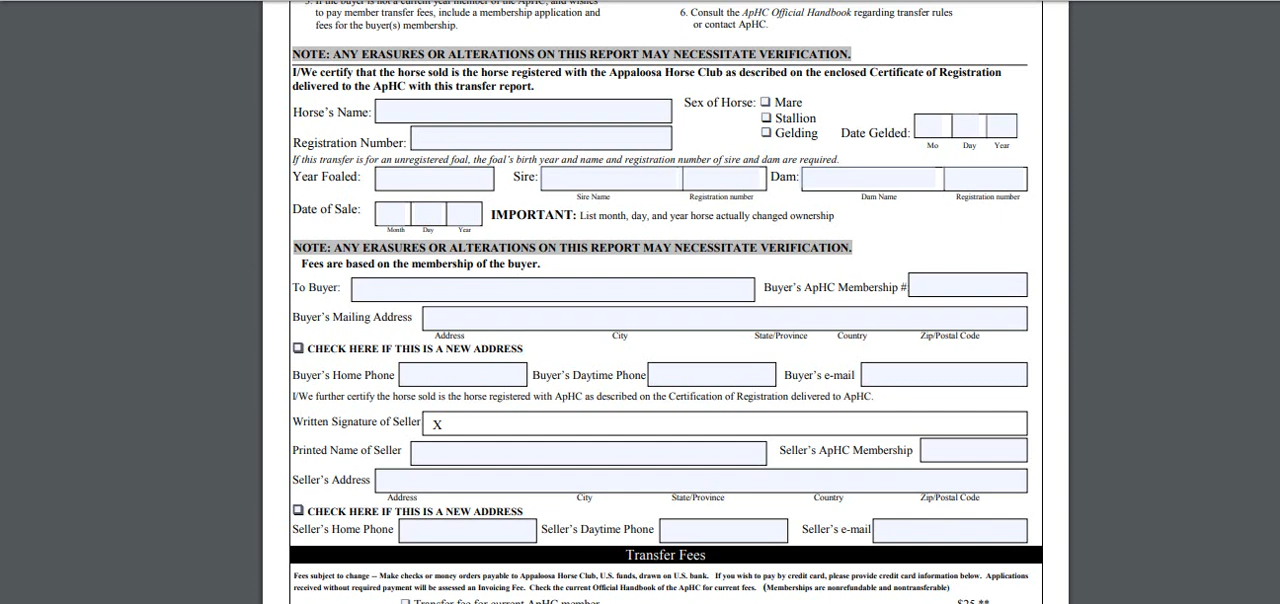 5. If the buyer is not a current year member of the ApHC, and wishes
to pay member transfer fees, include a membership application and
fees for the buyer(s) membership.
6. Consult the ApHC Official Handbook regarding transfer rules
or contact ApHC.
NOTE: ANY ERASURES OR ALTERATIONS ON THIS REPORT MAY NECESSITATE VERIFICATION.
I/We certify that the horse sold is the horse registered with the Appaloosa Horse Club as described on the enclosed Certificate of Registration
delivered to the ApHC with this transfer report.
Horse's Name:
Sex of Horse: ❏ Mare
❏ Stallion
❏ Gelding Date Gelded:
Mo Day Year
Registration Number:
If this transfer is for an unregistered foal, the foal's birth year and name and registration number of sire and dam are required.
Year Foaled: Sire: Dam:
Sire Name Registration number Dam Name Registration number
Date of Sale: IMPORTANT: List month, day, and year horse actually changed ownership
Month Day Year
NOTE: ANY ERASURES OR ALTERATIONS ON THIS REPORT MAY NECESSITATE VERIFICATION.
Fees are based on the membership of the buyer.
To Buyer: Buyer's ApHC Membership #
Buyer's Mailing Address
Address City State/Province Country Zip/Postal Code
❏ CHECK HERE IF THIS IS A NEW ADDRESS
Buyer's Home Phone Buyer's Daytime Phone Buyer's e-mail
I/We further certify the horse sold is the horse registered with ApHC as described on the Certification of Registration delivered to ApHC.
Written Signature of Seller X
Printed Name of Seller Seller's ApHC Membership
Seller's Address
Address City State/Province Country Zip/Postal Code
❏ CHECK HERE IF THIS IS A NEW ADDRESS
Seller's Home Phone Seller's Daytime Phone Seller's e-mail
Transfer Fees
Fees subject to change – Make checks or money orders payable to Appaloosa Horse Club, U.S. funds, drawn on U.S. bank. If you wish to pay by credit card, please provide credit card information below. Applications
received without required payment will be assessed an Invoicing Fee. Check the current Official Handbook of the ApHC for current fees. (Memberships are nonrefundable and nontransferable)
❏ Transfer fee for current ApHC member $25.**